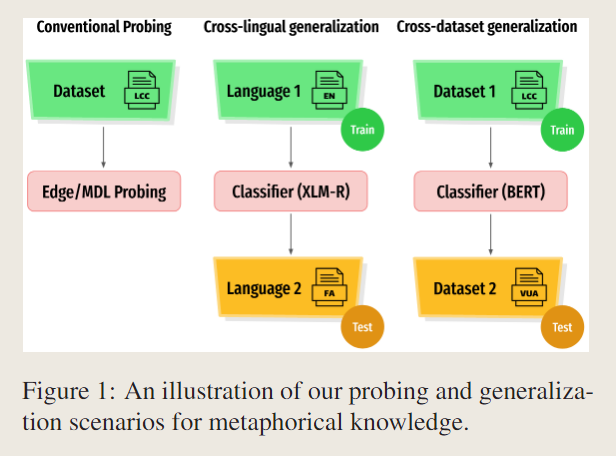 Conventional Probing
Cross-lingual generalization
Cross-dataset generalization
Dataset
LCC
Language 1
EN
Dataset 1
LCC
Train
Train
Edge/MDL Probing
Classifier (XLM-R)
Classifier (BERT)
Language 2
FA
Dataset 2
VUA
Test
Test
Figure 1: An illustration of our probing and generaliza-
tion scenarios for metaphorical knowledge.